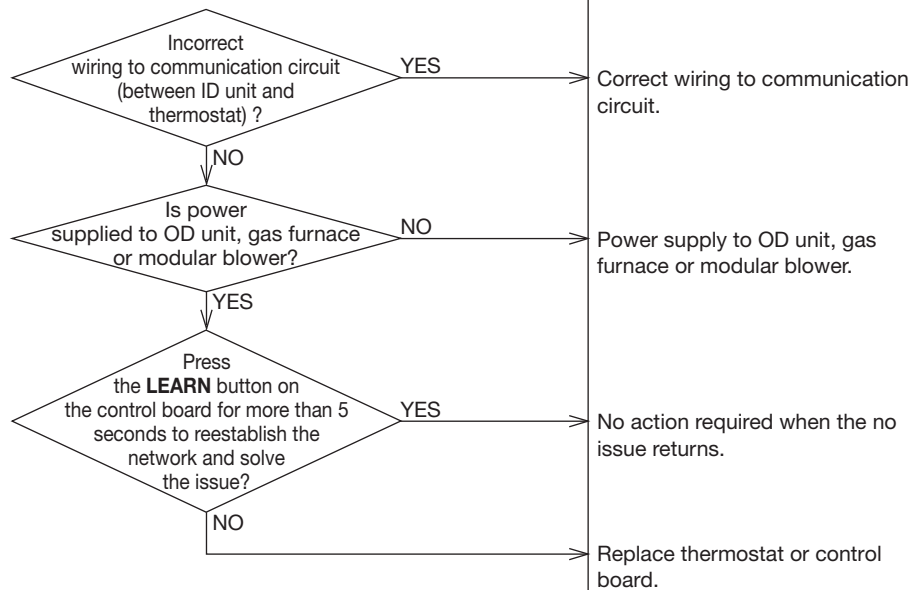 Incorrect
wiring to communication circuit
(between ID unit and
thermostat) ?
YES
Correct wiring to communication
circuit.
NO
Is power
supplied to OD unit, gas furnace
or modular blower?
NO
Power supply to OD unit, gas
furnace or modular blower.
YES
Press
the LEARN button on
the control board for more than 5
seconds to reestablish the
network and solve
the issue?
YES
No action required when the no
issue returns.
NO
Replace thermostat or control
board.